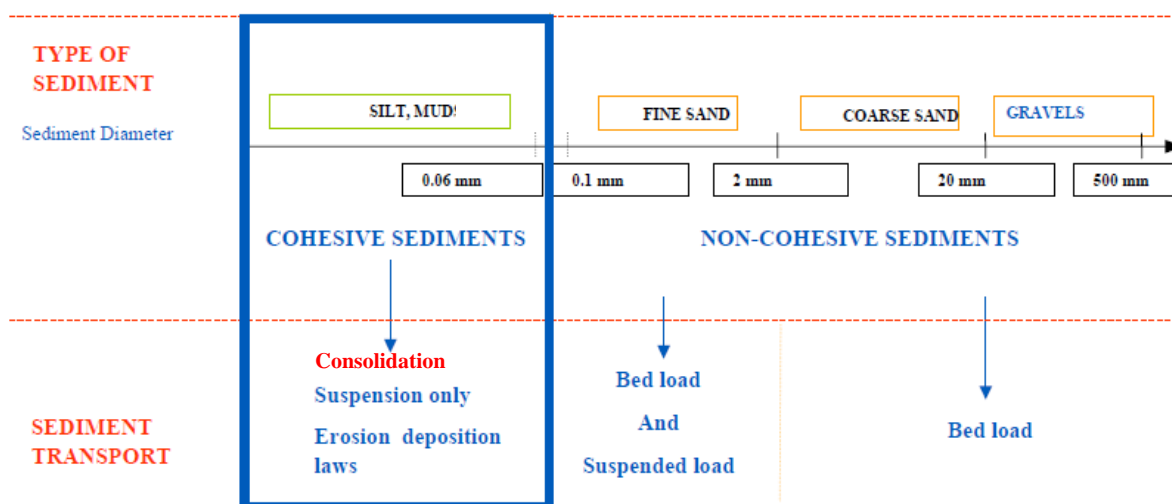 TYPE OF
SEDIMENT
Sediment Diameter
SILT, MUDS
FINE SAND
COARSE SAND
GRAVELS
0.06 mm
0.1 mm
2 mm
20 mm
500 mm
COHESIVE SEDIMENTS
NON-COHESIVE SEDIMENTS
SEDIMENT
TRANSPORT
Consolidation
Suspension only
Erosion deposition
laws
Bed load
And
Suspended load
Bed load